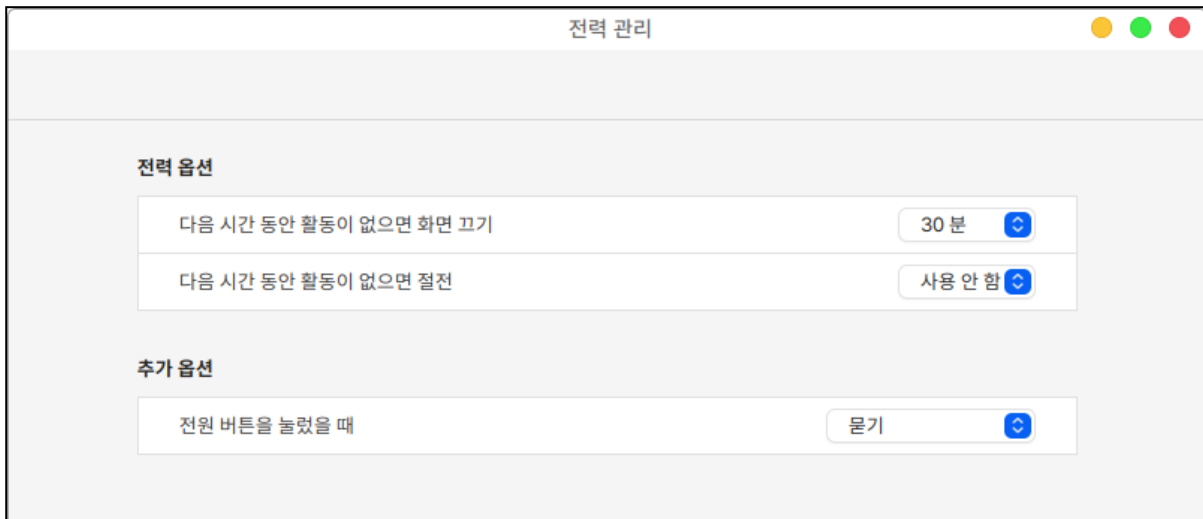 전력 관리
전력 옵션
다음 시간 동안 활동이 없으면 화면 끄기 30 분
다음 시간 동안 활동이 없으면 절전 사용 안 함
추가 옵션
전원 버튼을 눌렀을 때 묻기